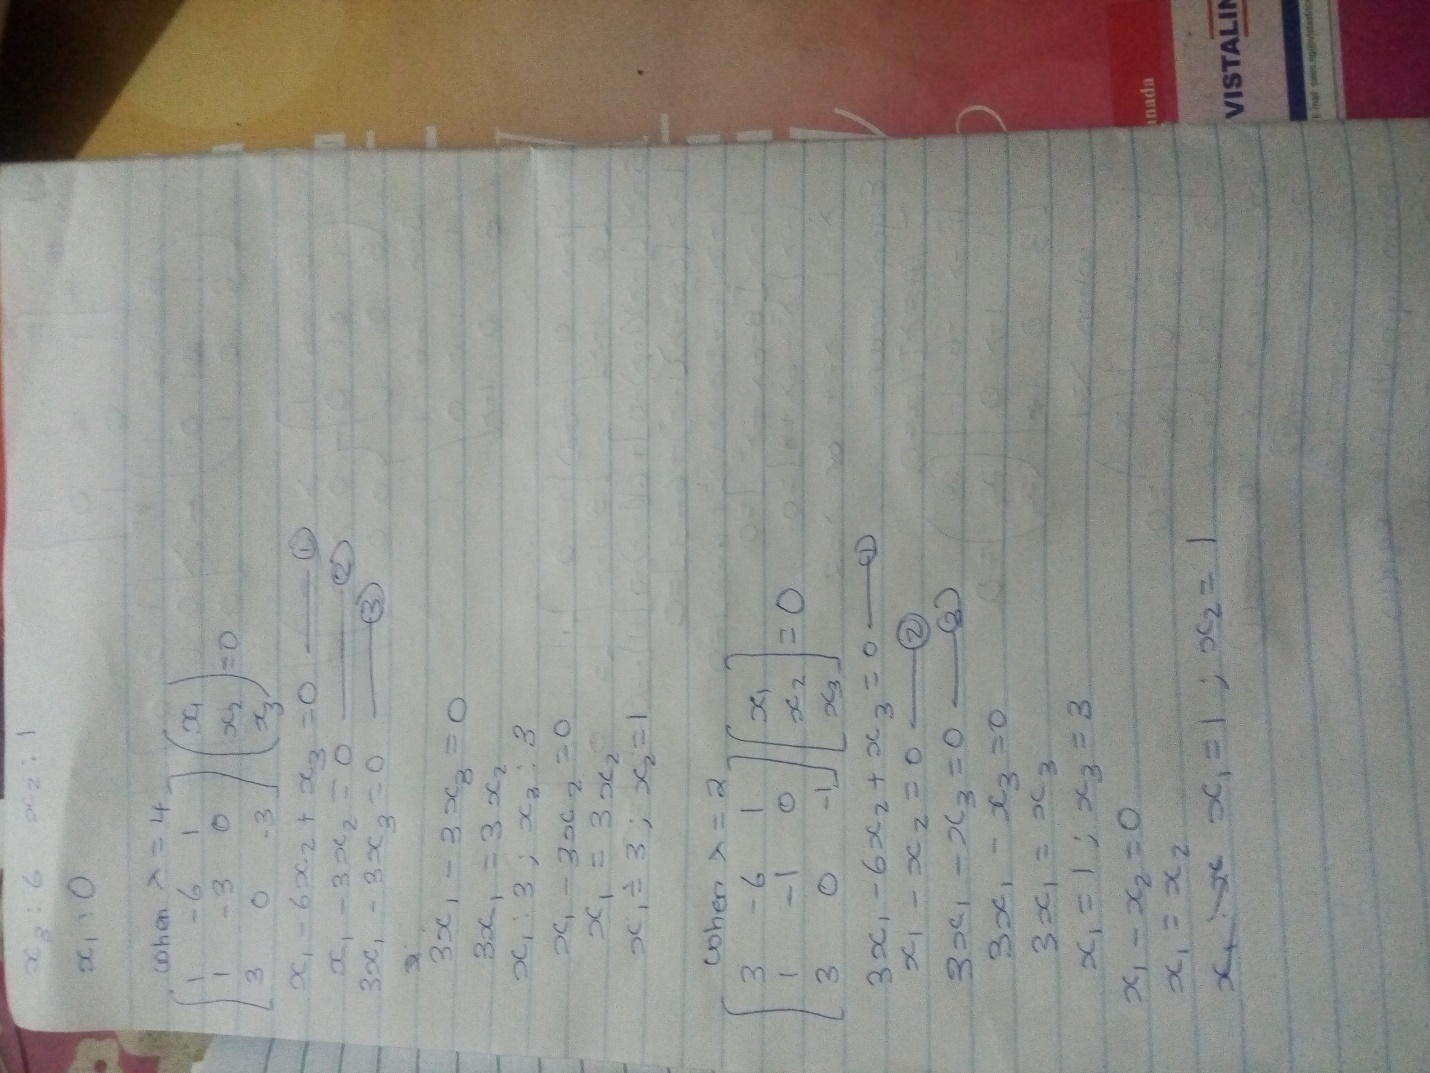 x₃ : 6 x₂ : 1
x₁ : 0
when λ = 4
[1 -6 1] (x₁)
[1 -3 0] (x₂) = 0
[3 0 -3] (x₃)
x₁ - 6x₂ + x₃ = 0 —— ①
x₁ - 3x₂ = 0 —— ②
3x₁ - 3x₃ = 0 —— ③
3x₁ - 3x₃ = 0
3x₁ = 3x₂
x₁ : 3 ; x₃ : 3
x₁ - 3x₂ = 0
x₁ = 3x₂
x₁ = 3 ; x₂ = 1
when λ = 2
[3 -6 1] [x₁]
[1 -1 0] [x₂] = 0
[3 0 -1] [x₃]
3x₁ - 6x₂ + x₃ = 0 —— ①
x₁ - x₂ = 0 —— ②
3x₁ - x₃ = 0 —— ③
3x₁ - x₃ = 0
3x₁ = x₃
x₁ = 1 ; x₃ = 3
x₁ - x₂ = 0
x₁ = x₂
x₁ = 1 ; x₂ = 1
nada
VISTALIN